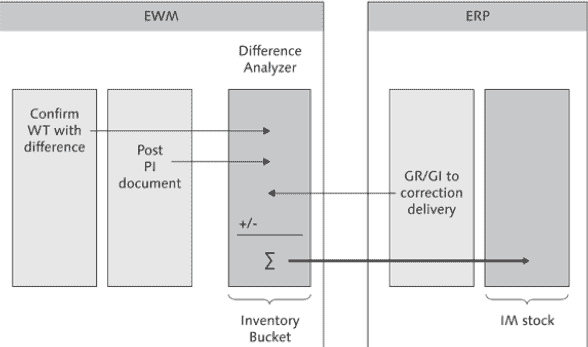 EWM
ERP
Difference
Analyzer
Confirm
WT with
difference
Post
PI
document
GR/GI to
correction
delivery
+/-
Σ
Inventory
Bucket
IM stock